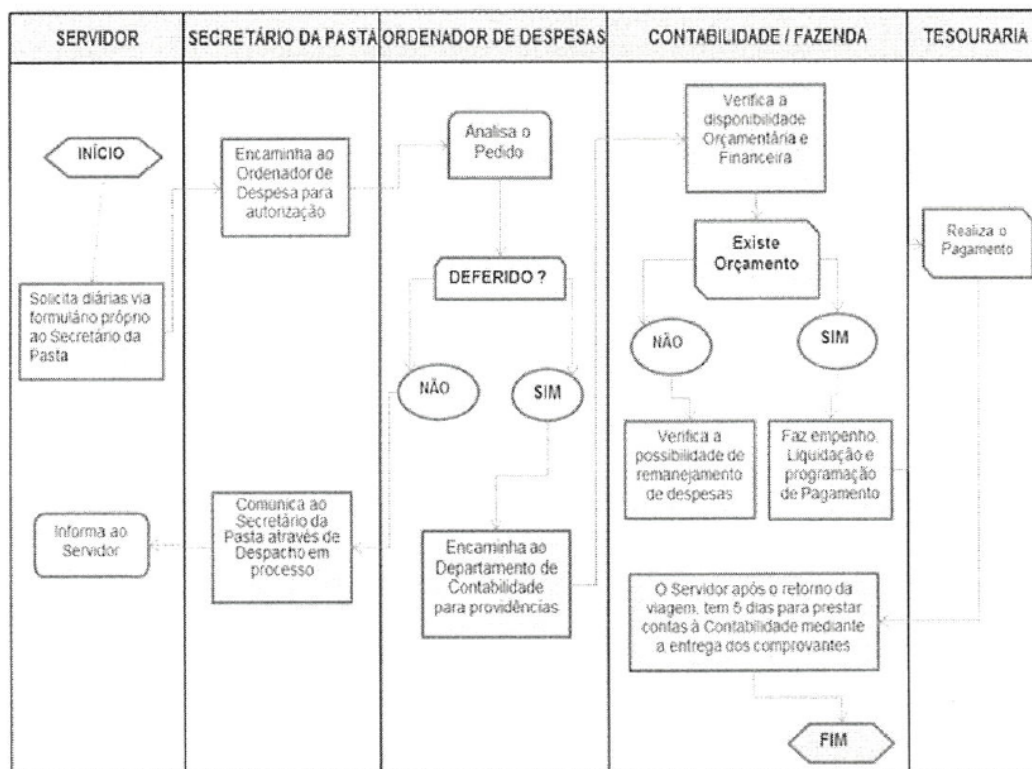 SERVIDOR
SECRETÁRIO DA PASTA
ORDENADOR DE DESPESAS
CONTABILIDADE / FAZENDA
TESOURARIA
INÍCIO
Solicita diárias via
formulário próprio
ao Secretário da
Pasta
Informa ao
Servidor
Encaminha ao
Ordenador de
Despesa para
autorização
Comunica ao
Secretário da
Pasta através de
Despacho em
processo
Analisa o
Pedido
DEFERIDO ?
NÃO
SIM
Encaminha ao
Departamento de
Contabilidade
para providências
Verifica a
disponibilidade
Orçamentária e
Financeira
Existe
Orçamento
NÃO
SIM
Verifica a
possibilidade de
remanejamento
de despesas
Faz empenho,
Liquidação e
programação
de Pagamento
O Servidor após o retorno da
viagem, tem 5 dias para prestar
contas à Contabilidade mediante
a entrega dos comprovantes
FIM
Realiza o
Pagamento